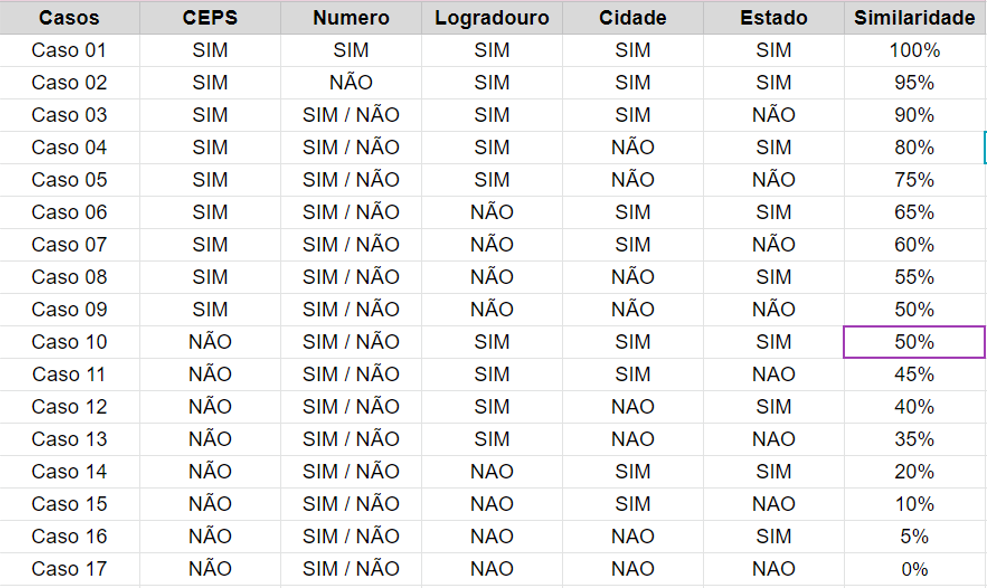 Casos CEPS Numero Logradouro Cidade Estado Similaridade
Caso 01 SIM SIM SIM SIM SIM 100%
Caso 02 SIM NÃO SIM SIM SIM 95%
Caso 03 SIM SIM / NÃO SIM SIM NÃO 90%
Caso 04 SIM SIM / NÃO SIM NÃO SIM 80%
Caso 05 SIM SIM / NÃO SIM NÃO NÃO 75%
Caso 06 SIM SIM / NÃO NÃO SIM SIM 65%
Caso 07 SIM SIM / NÃO NÃO SIM NÃO 60%
Caso 08 SIM SIM / NÃO NÃO NÃO SIM 55%
Caso 09 SIM SIM / NÃO NÃO NÃO NÃO 50%
Caso 10 NÃO SIM / NÃO SIM SIM SIM 50%
Caso 11 NÃO SIM / NÃO SIM SIM NAO 45%
Caso 12 NÃO SIM / NÃO SIM NAO SIM 40%
Caso 13 NÃO SIM / NÃO SIM NAO NAO 35%
Caso 14 NÃO SIM / NÃO NAO SIM SIM 20%
Caso 15 NÃO SIM / NÃO NAO SIM NAO 10%
Caso 16 NÃO SIM / NÃO NAO NAO SIM 5%
Caso 17 NÃO SIM / NÃO NAO NAO NAO 0%